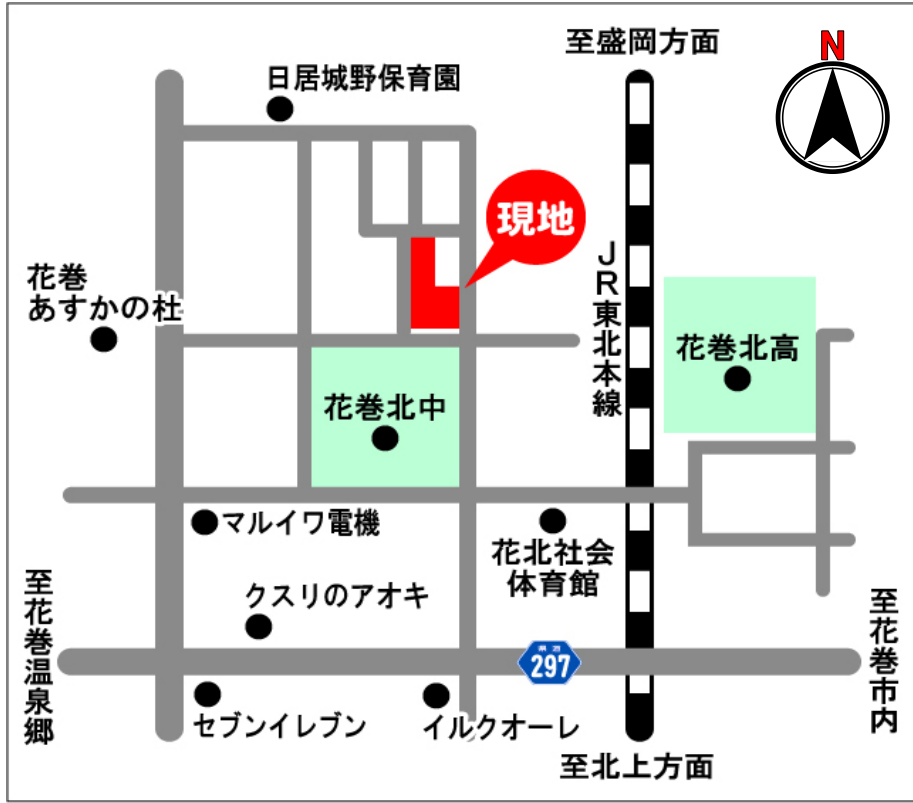 至盛岡方面
N
日居城野保育園
現地
花巻
あすかの杜
JR東北本線
花巻北高
花巻北中
マルイワ電機
花北社会
体育館
クスリのアオキ
至花巻温泉郷
県道
297
至花巻市内
セブンイレブン
イルクオーレ
至北上方面